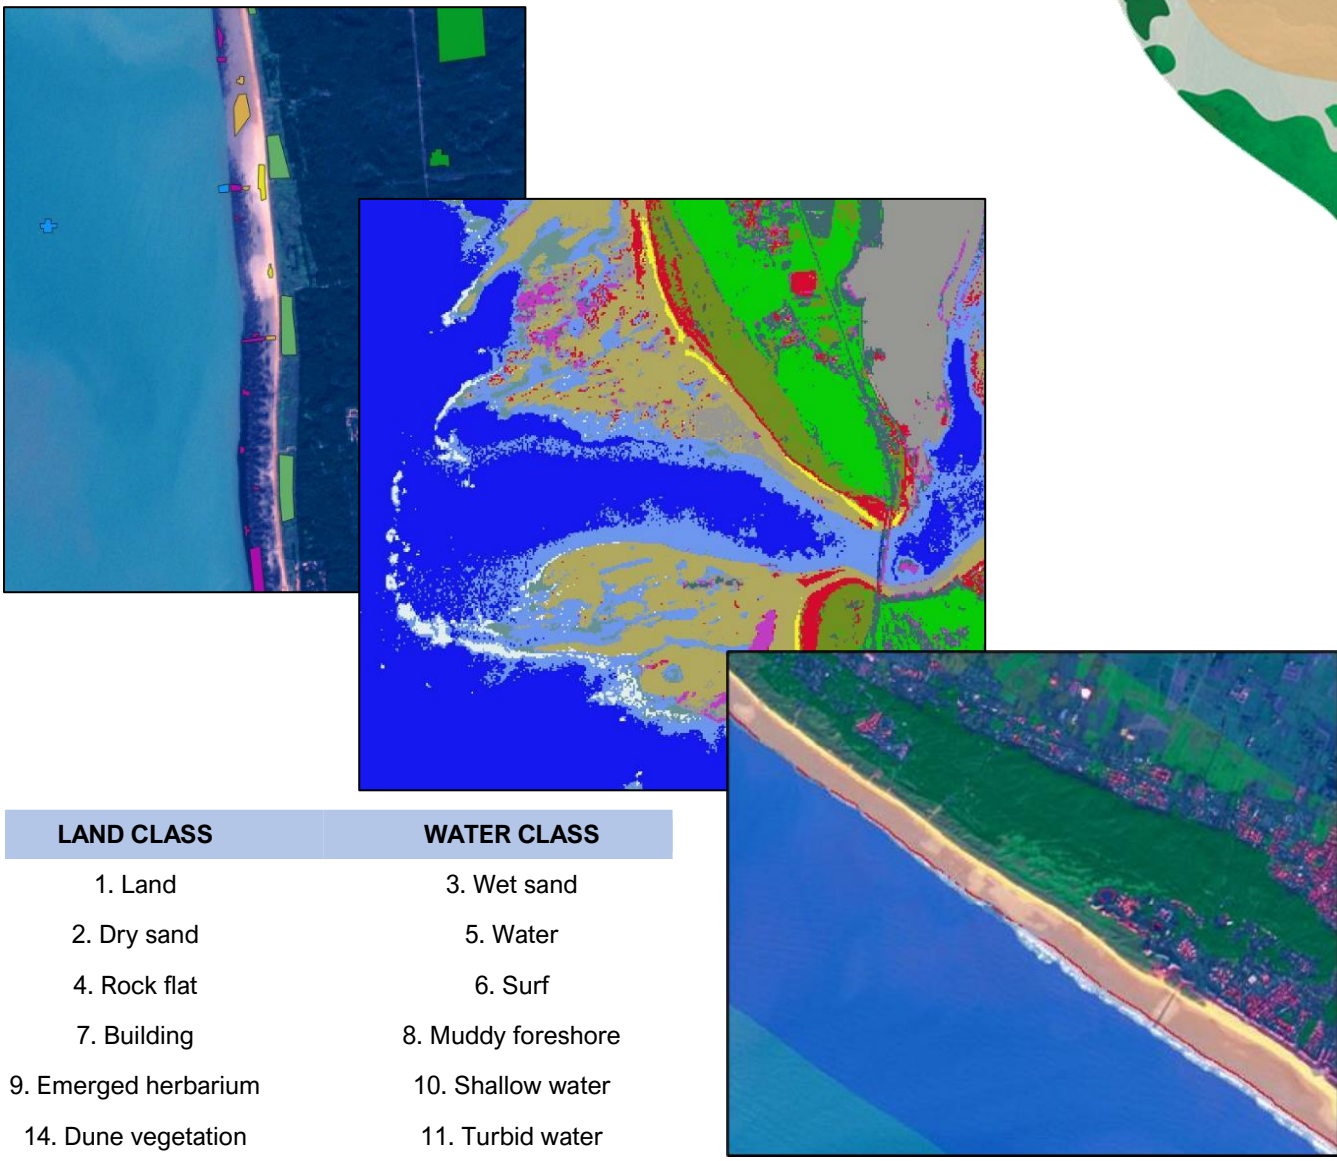 LAND CLASS WATER CLASS
1. Land 3. Wet sand
2. Dry sand 5. Water
4. Rock flat 6. Surf
7. Building 8. Muddy foreshore
9. Emerged herbarium 10. Shallow water
14. Dune vegetation 11. Turbid water